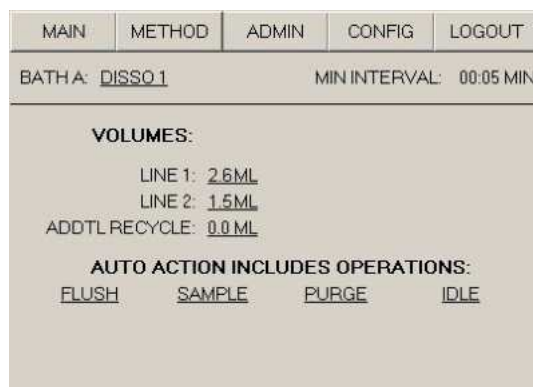 MAIN METHOD ADMIN CONFIG LOGOUT
BATH A: DISSO 1 MIN INTERVAL: 00:05 MIN
VOLUMES:
LINE 1: 2.6ML
LINE 2: 1.5ML
ADDTL RECYCLE: 0.0 ML
AUTO ACTION INCLUDES OPERATIONS:
FLUSH SAMPLE PURGE IDLE